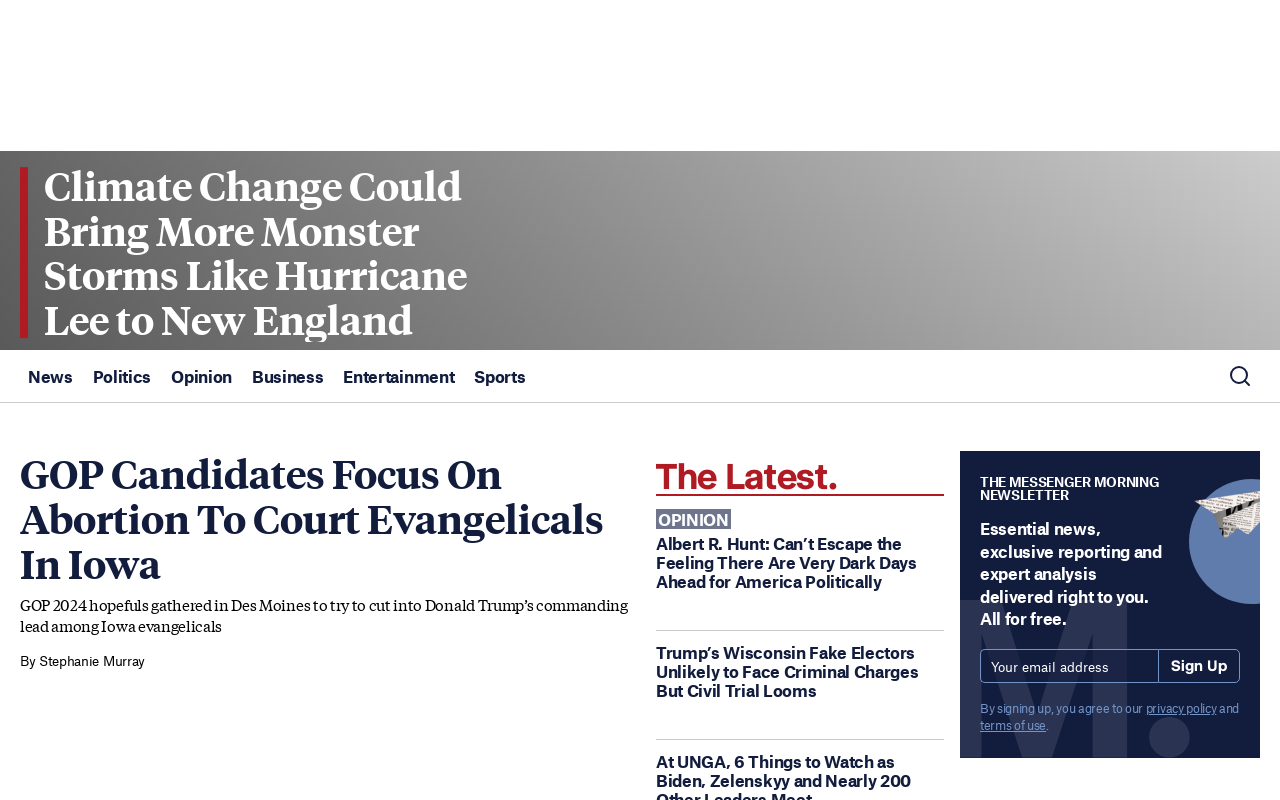 Climate Change Could
Bring More Monster
Storms Like Hurricane
Lee to New England
News Politics Opinion Business Entertainment Sports
GOP Candidates Focus On
Abortion To Court Evangelicals
In Iowa
GOP 2024 hopefuls gathered in Des Moines to try to cut into Donald Trump’s commanding
lead among Iowa evangelicals
By Stephanie Murray
The Latest.
OPINION
Albert R. Hunt: Can’t Escape the
Feeling There Are Very Dark Days
Ahead for America Politically
Trump’s Wisconsin Fake Electors
Unlikely to Face Criminal Charges
But Civil Trial Looms
At UNGA, 6 Things to Watch as
Biden, Zelenskyy and Nearly 200
Other Leaders Meet
THE MESSENGER MORNING
NEWSLETTER
Essential news,
exclusive reporting and
expert analysis
delivered right to you.
All for free.
Your email address Sign Up
By signing up, you agree to our privacy policy and
terms of use.
M.